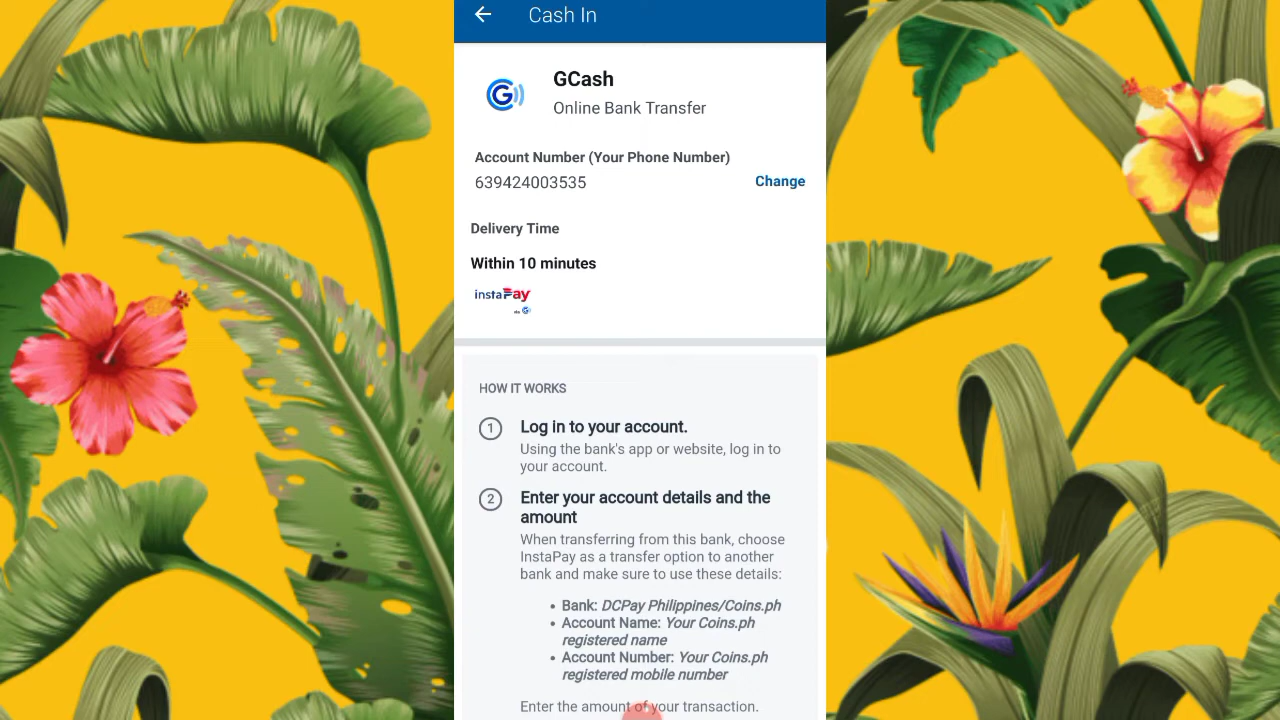 Cash In
GCash
Online Bank Transfer
Account Number (Your Phone Number)
639424003535
Change
Delivery Time
Within 10 minutes
instaPay
HOW IT WORKS
1 Log in to your account.
Using the bank's app or website, log in to
your account.
2 Enter your account details and the
amount
When transferring from this bank, choose
InstaPay as a transfer option to another
bank and make sure to use these details:
• Bank: DCPay Philippines/Coins.ph
• Account Name: Your Coins.ph
registered name
• Account Number: Your Coins.ph
registered mobile number
Enter the amount of your transaction.